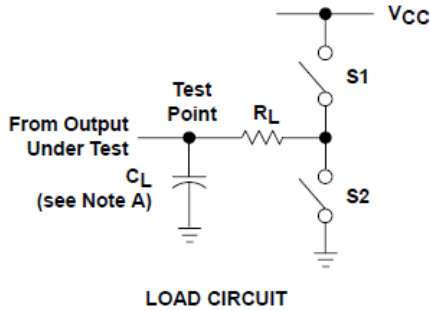 VCC
S1
Test
Point
RL
From Output
Under Test
CL
(see Note A)
S2
LOAD CIRCUIT